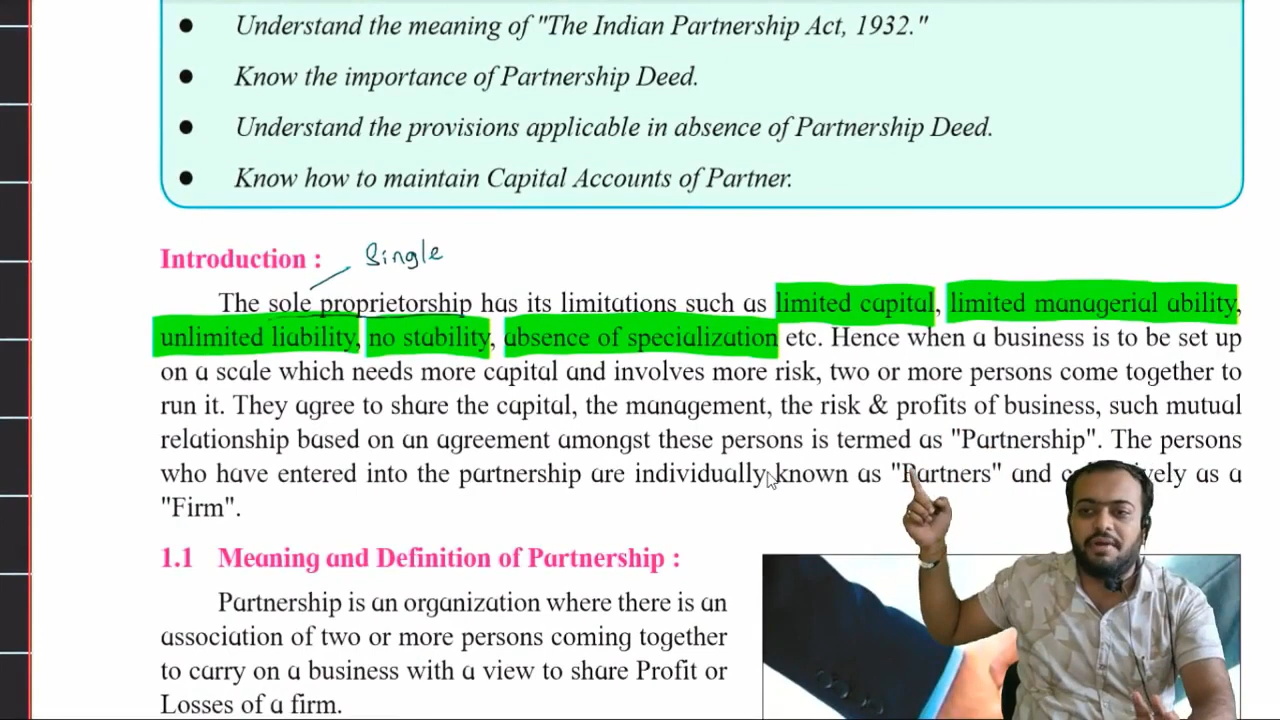 ● Understand the meaning of "The Indian Partnership Act, 1932."
● Know the importance of Partnership Deed.
● Understand the provisions applicable in absence of Partnership Deed.
● Know how to maintain Capital Accounts of Partner.
Introduction :
Single
The sole proprietorship has its limitations such as limited capital, limited managerial ability,
unlimited liability, no stability, absence of specialization etc. Hence when a business is to be set up
on a scale which needs more capital and involves more risk, two or more persons come together to
run it. They agree to share the capital, the management, the risk & profits of business, such mutual
relationship based on an agreement amongst these persons is termed as "Partnership". The persons
who have entered into the partnership are individually known as "Partners" and as a
"Firm".
1.1 Meaning and Definition of Partnership :
Partnership is an organization where there is an
association of two or more persons coming together
to carry on a business with a view to share Profit or
Losses of a firm.